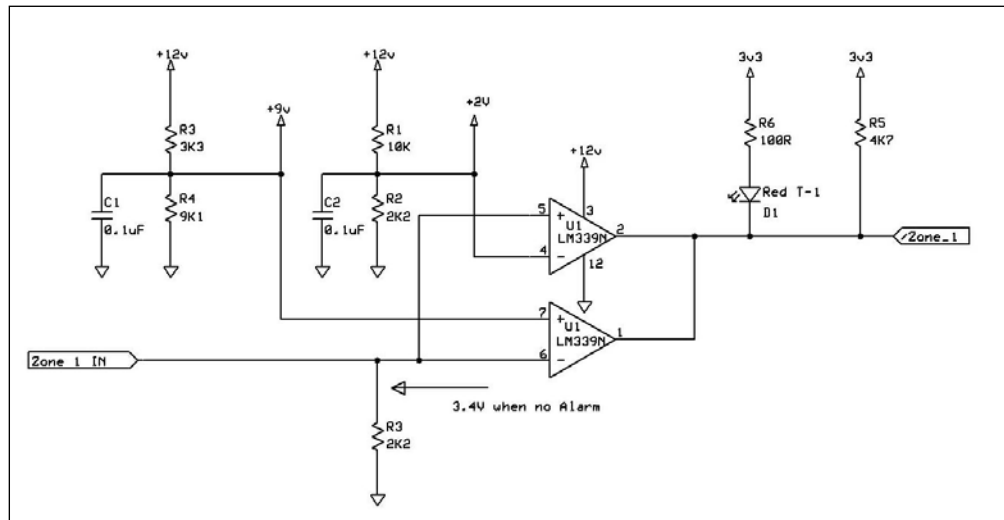 +12v
+12v
3v3
3v3
+9v
+2V
R3
3K3
R1
10K
R6
100R
R5
4K7
+12v
C1
0.1uF
R4
9K1
C2
0.1uF
R2
2K2
Red T-1
D1
5
+
3
U1
LM339N
2
4
-
12
/Zone_1
7
+
U1
LM339N
1
6
-
Zone 1 IN
3.4V when no Alarm
R3
2K2